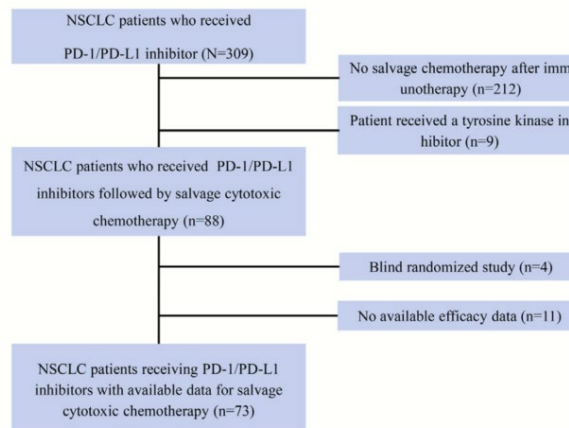 NSCLC patients who received
PD-1/PD-L1 inhibitor (N=309)
No salvage chemotherapy after imm
unotherapy (n=212)
Patient received a tyrosine kinase in
hibitor (n=9)
NSCLC patients who received PD-1/PD-L1
inhibitors followed by salvage cytotoxic
chemotherapy (n=88)
Blind randomized study (n=4)
No available efficacy data (n=11)
NSCLC patients receiving PD-1/PD-L1
inhibitors with available data for salvage
cytotoxic chemotherapy (n=73)